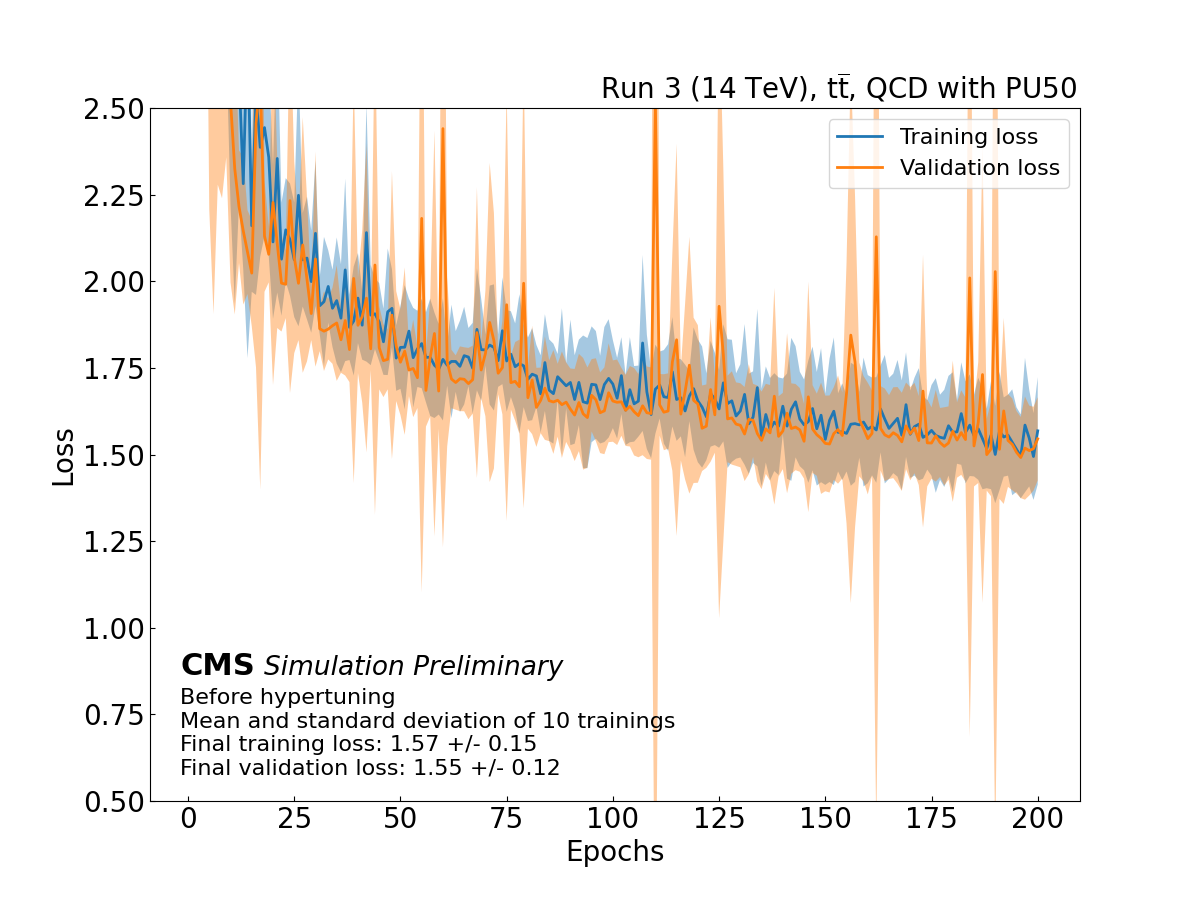 Run 3 (14 TeV), tt̅, QCD with PU50
2.50
2.25
2.00
1.75
1.50
1.25
1.00
0.75
0.50
Loss
Training loss
Validation loss
CMS Simulation Preliminary
Before hypertuning
Mean and standard deviation of 10 trainings
Final training loss: 1.57 +/- 0.15
Final validation loss: 1.55 +/- 0.12
0 25 50 75 100 125 150 175 200
Epochs